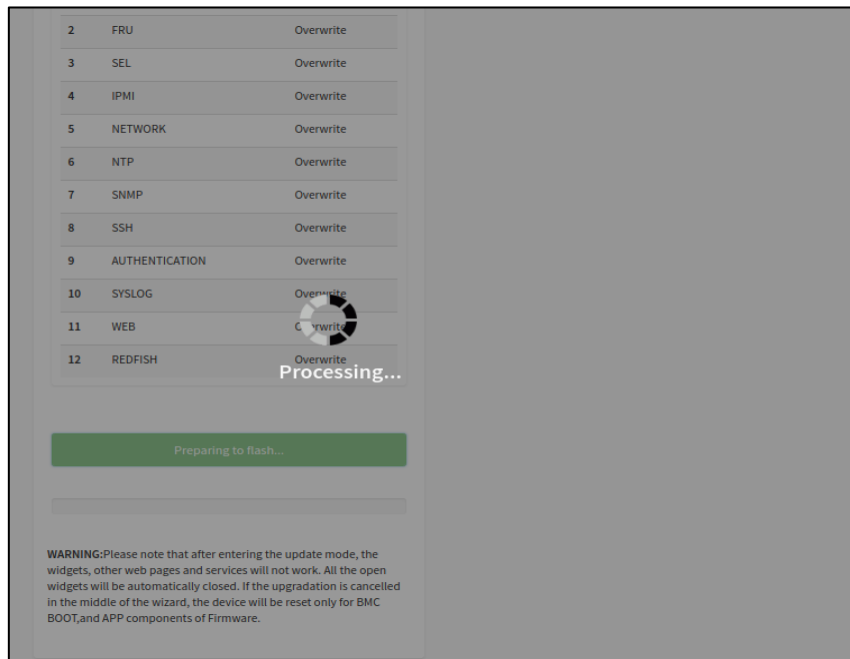 2 FRU Overwrite
3 SEL Overwrite
4 IPMI Overwrite
5 NETWORK Overwrite
6 NTP Overwrite
7 SNMP Overwrite
8 SSH Overwrite
9 AUTHENTICATION Overwrite
10 SYSLOG Overwrite
11 WEB Overwrite
12 REDFISH Overwrite
Processing...
Preparing to flash...
WARNING:Please note that after entering the update mode, the
widgets, other web pages and services will not work. All the open
widgets will be automatically closed. If the upgradation is cancelled
in the middle of the wizard, the device will be reset only for BMC
BOOT,and APP components of Firmware.